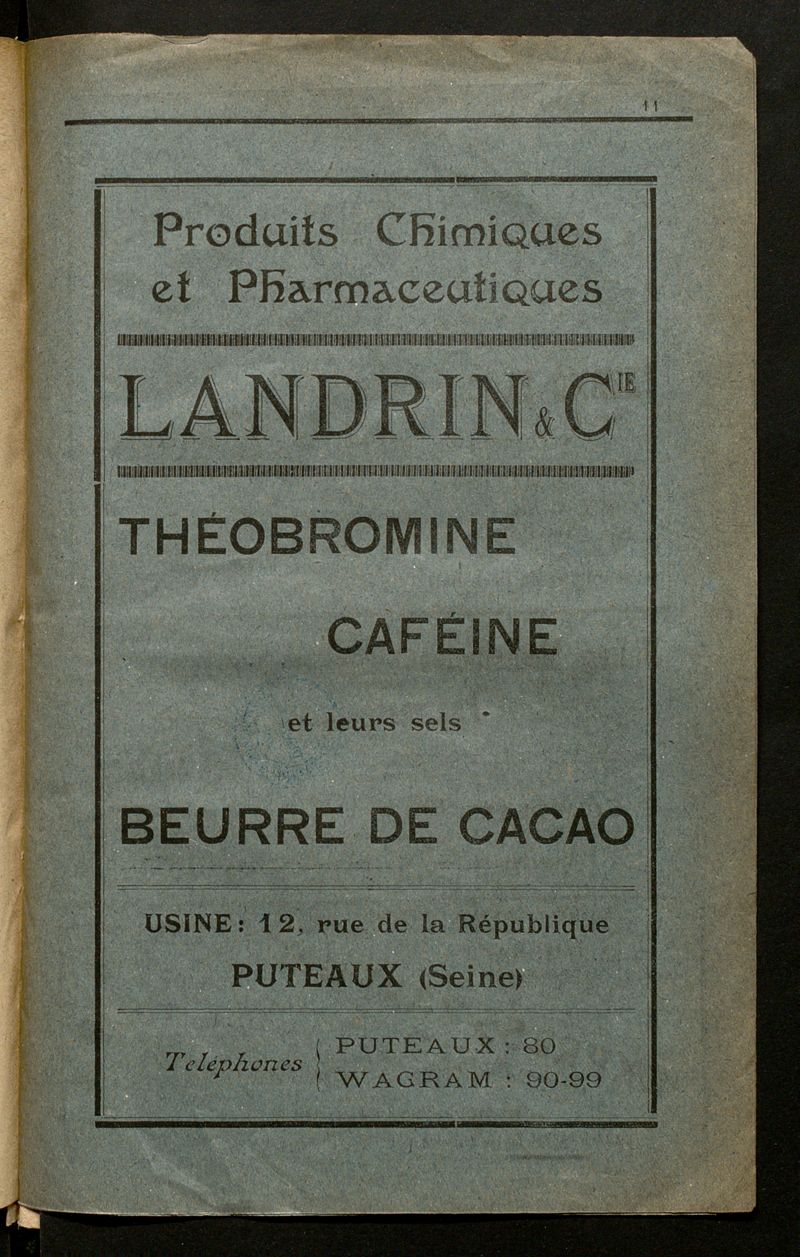 11
Produits Chimiques
et Pharmaceutiques
LANDRIN & CIE
THÉOBROMINE
CAFÉINE
et leurs sels
BEURRE DE CACAO
USINE: 12, rue de la République
PUTEAUX (Seine)
Téléphones { PUTEAUX : 80
WAGRAM : 90-99